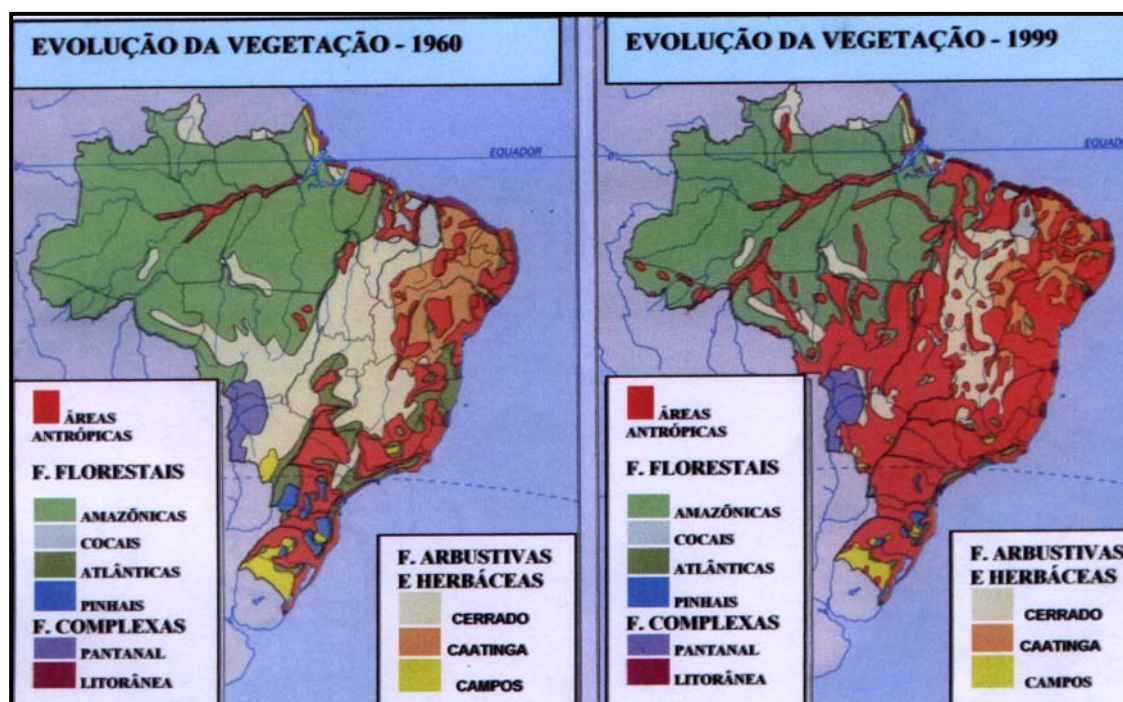 EVOLUÇÃO DA VEGETAÇÃO - 1960
EQUADOR
0°
ÁREAS
ANTRÓPICAS
F. FLORESTAIS
AMAZÔNICAS
COCAIS
ATLÂNTICAS
PINHAIS
F. COMPLEXAS
PANTANAL
LITORÂNEA
F. ARBUSTIVAS
E HERBÁCEAS
CERRADO
CAATINGA
CAMPOS
EVOLUÇÃO DA VEGETAÇÃO - 1999
EQUADOR
ÁREAS
ANTRÓPICAS
F. FLORESTAIS
AMAZÔNICAS
COCAIS
ATLÂNTICAS
PINHAIS
F. COMPLEXAS
PANTANAL
LITORÂNEA
F. ARBUSTIVAS
E HERBÁCEAS
CERRADO
CAATINGA
CAMPOS